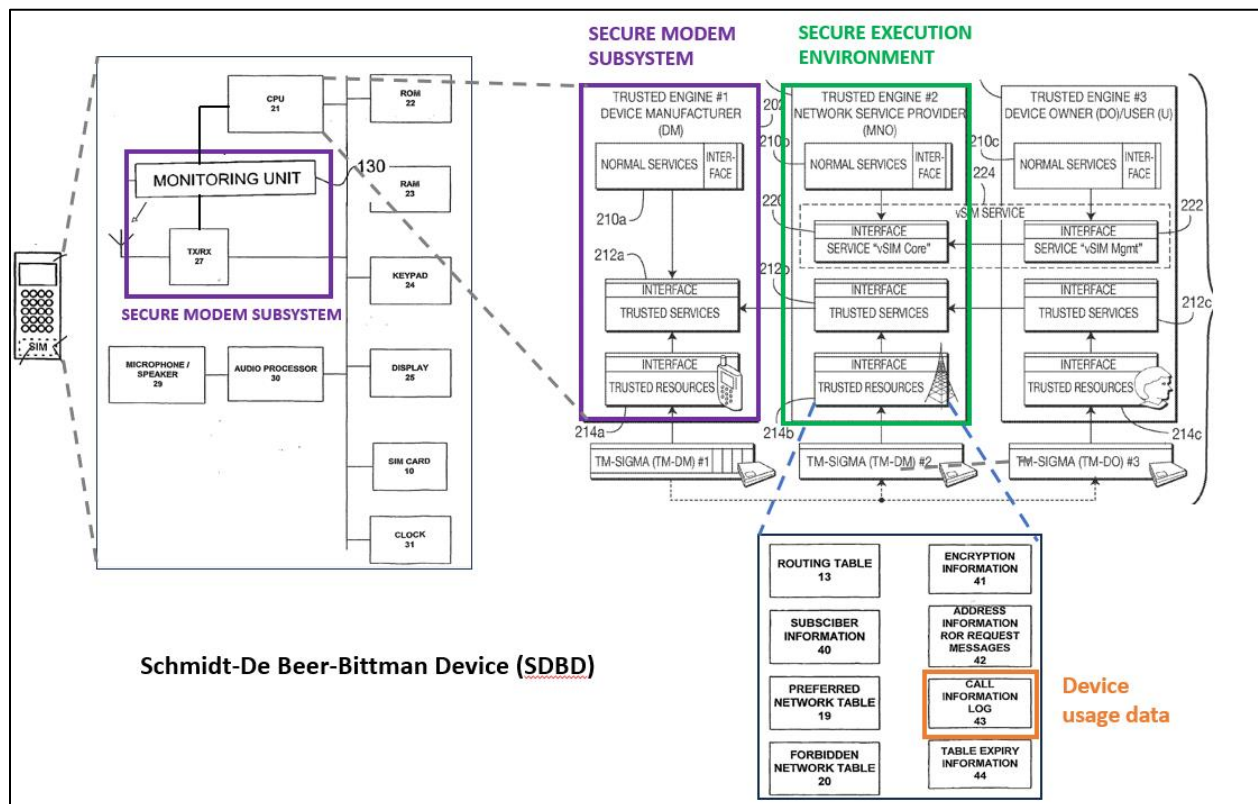 SECURE MODEM
SUBSYSTEM
SECURE EXECUTION
ENVIRONMENT
CPU
21
ROM
22
MONITORING UNIT
130
RAM
23
TX/RX
27
KEYPAD
24
SECURE MODEM SUBSYSTEM
SIM
MICROPHONE /
SPEAKER
29
AUDIO PROCESSOR
30
DISPLAY
25
SIM CARD
10
CLOCK
31
TRUSTED ENGINE #1
DEVICE MANUFACTURER
(DM)
202
NORMAL SERVICES
INTER-
FACE
210a
212a
INTERFACE
TRUSTED SERVICES
INTERFACE
TRUSTED RESOURCES
214a
TM-SIGMA (TM-DM) #1
TRUSTED ENGINE #2
NETWORK SERVICE PROVIDER
(MNO)
210b
NORMAL SERVICES
INTER-
FACE
220
INTERFACE
SERVICE "vSIM Core"
212b
INTERFACE
TRUSTED SERVICES
INTERFACE
TRUSTED RESOURCES
214b
TM-SIGMA (TM-DM) #2
TRUSTED ENGINE #3
DEVICE OWNER (DO)/USER (U)
210c
NORMAL SERVICES
INTER-
FACE
224
vSIM SERVICE
222
INTERFACE
SERVICE "vSIM Mgmt"
INTERFACE
TRUSTED SERVICES
212c
INTERFACE
TRUSTED RESOURCES
214c
TM-SIGMA (TM-DO) #3
ROUTING TABLE
13
ENCRYPTION
INFORMATION
41
SUBSCIBER
INFORMATION
40
ADDRESS
INFORMATION
ROR REQUEST
MESSAGES
42
PREFERRED
NETWORK TABLE
19
CALL
INFORMATION
LOG
43
FORBIDDEN
NETWORK TABLE
20
TABLE EXPIRY
INFORMATION
44
Device
usage data
Schmidt-De Beer-Bittman Device (SDBD)